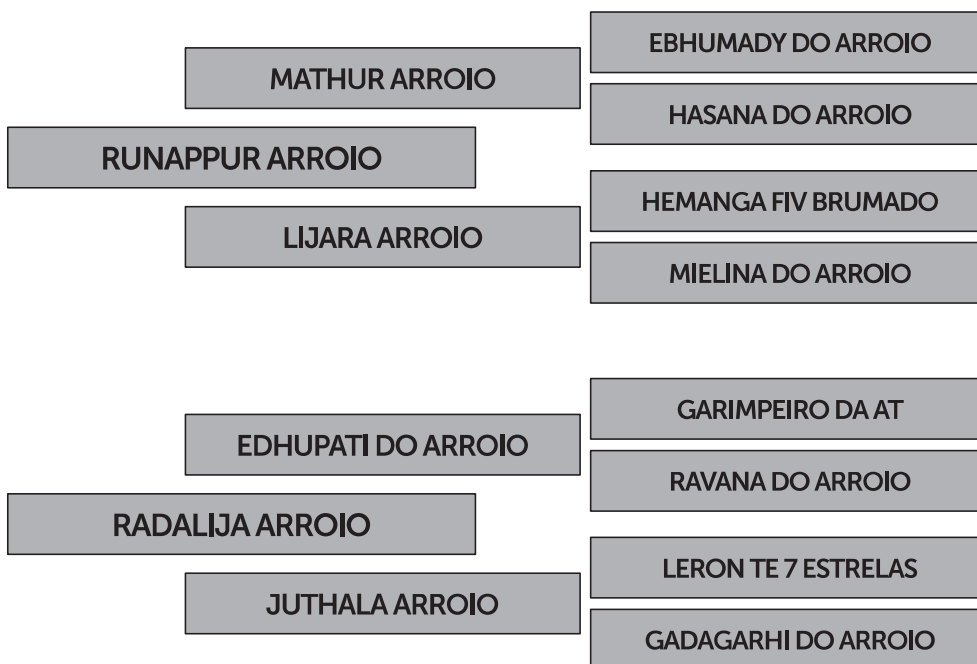 EBHUMADY DO ARROIO
MATHUR ARROIO
HASANA DO ARROIO
RUNAPPUR ARROIO
HEMANGA FIV BRUMADO
LIJARA ARROIO
MIELINA DO ARROIO
GARIMPEIRO DA AT
EDHUPATI DO ARROIO
RAVANA DO ARROIO
RADALIJA ARROIO
LERON TE 7 ESTRELAS
JUTHALA ARROIO
GADAGARHI DO ARROIO